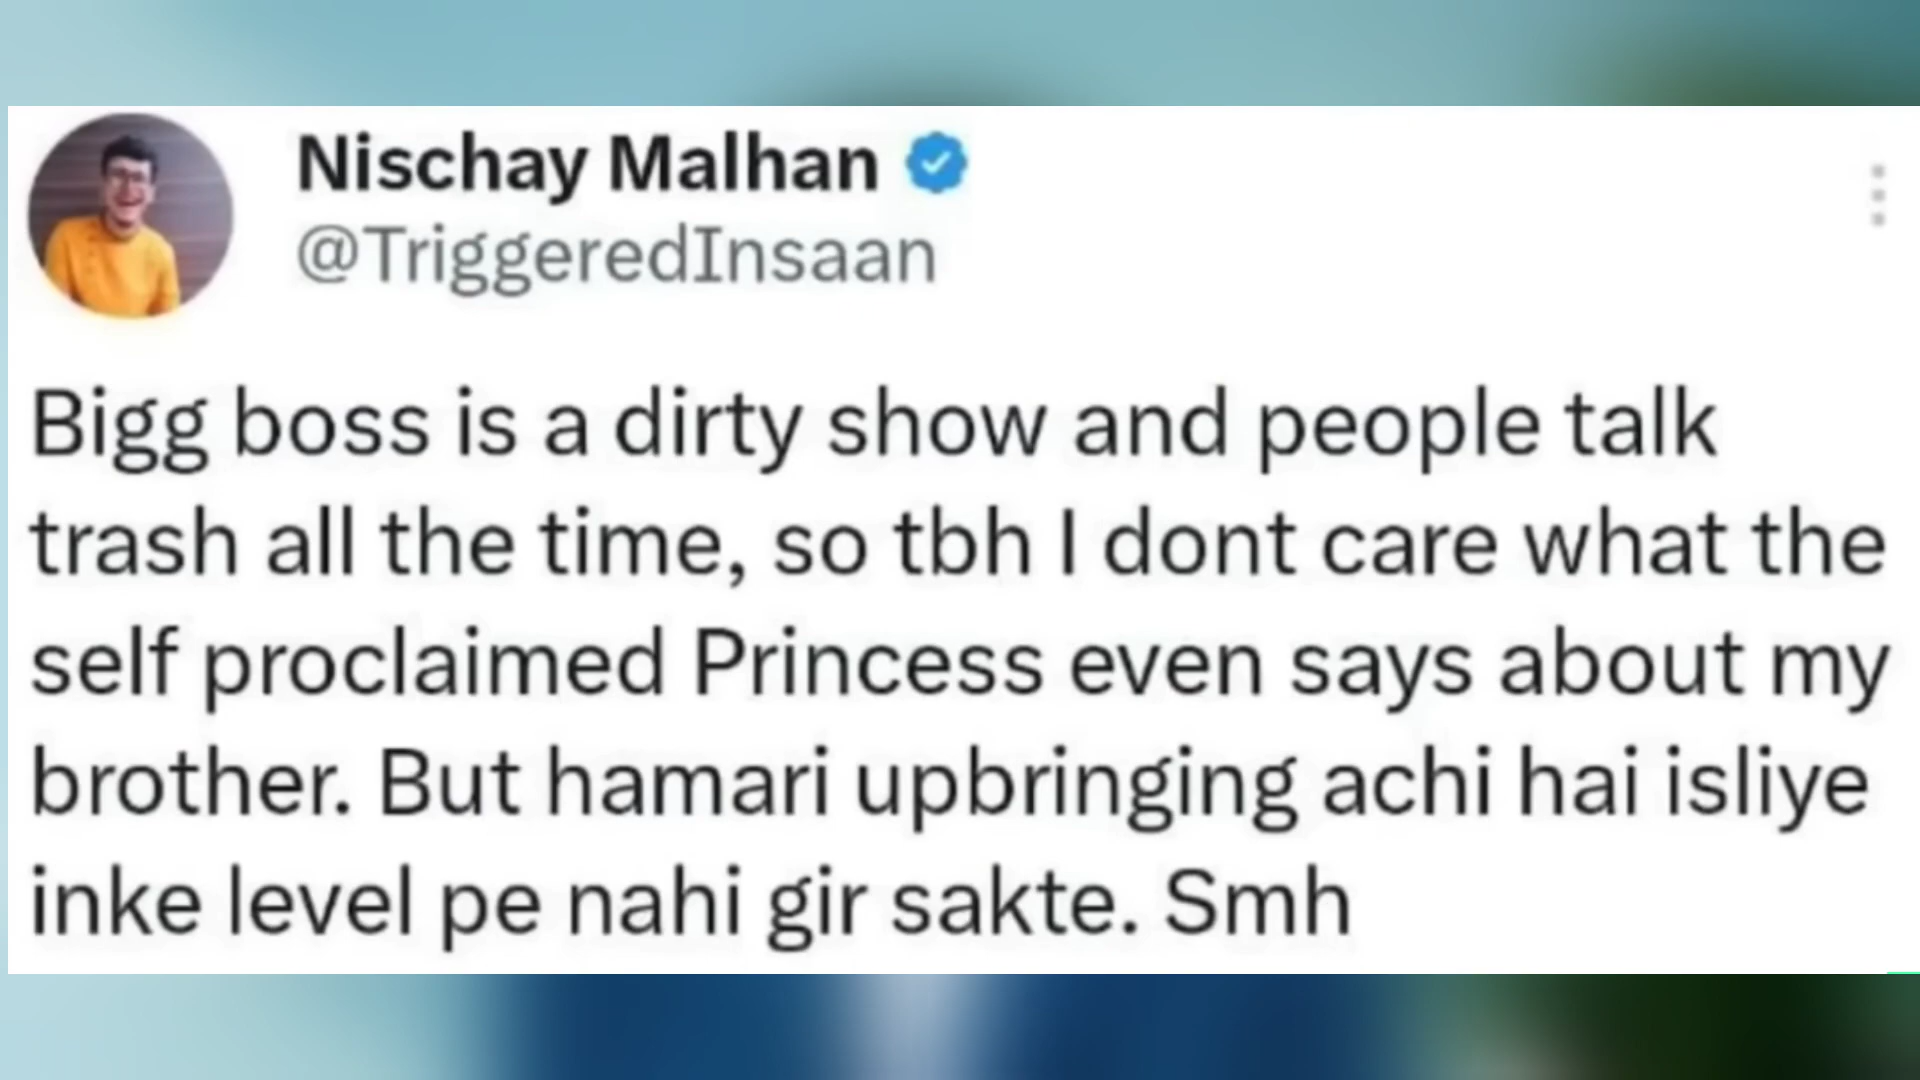 Nischay Malhan
@TriggeredInsaan
Bigg boss is a dirty show and people talk
trash all the time, so tbh I dont care what the
self proclaimed Princess even says about my
brother. But hamari upbringing achi hai isliye
inke level pe nahi gir sakte. Smh